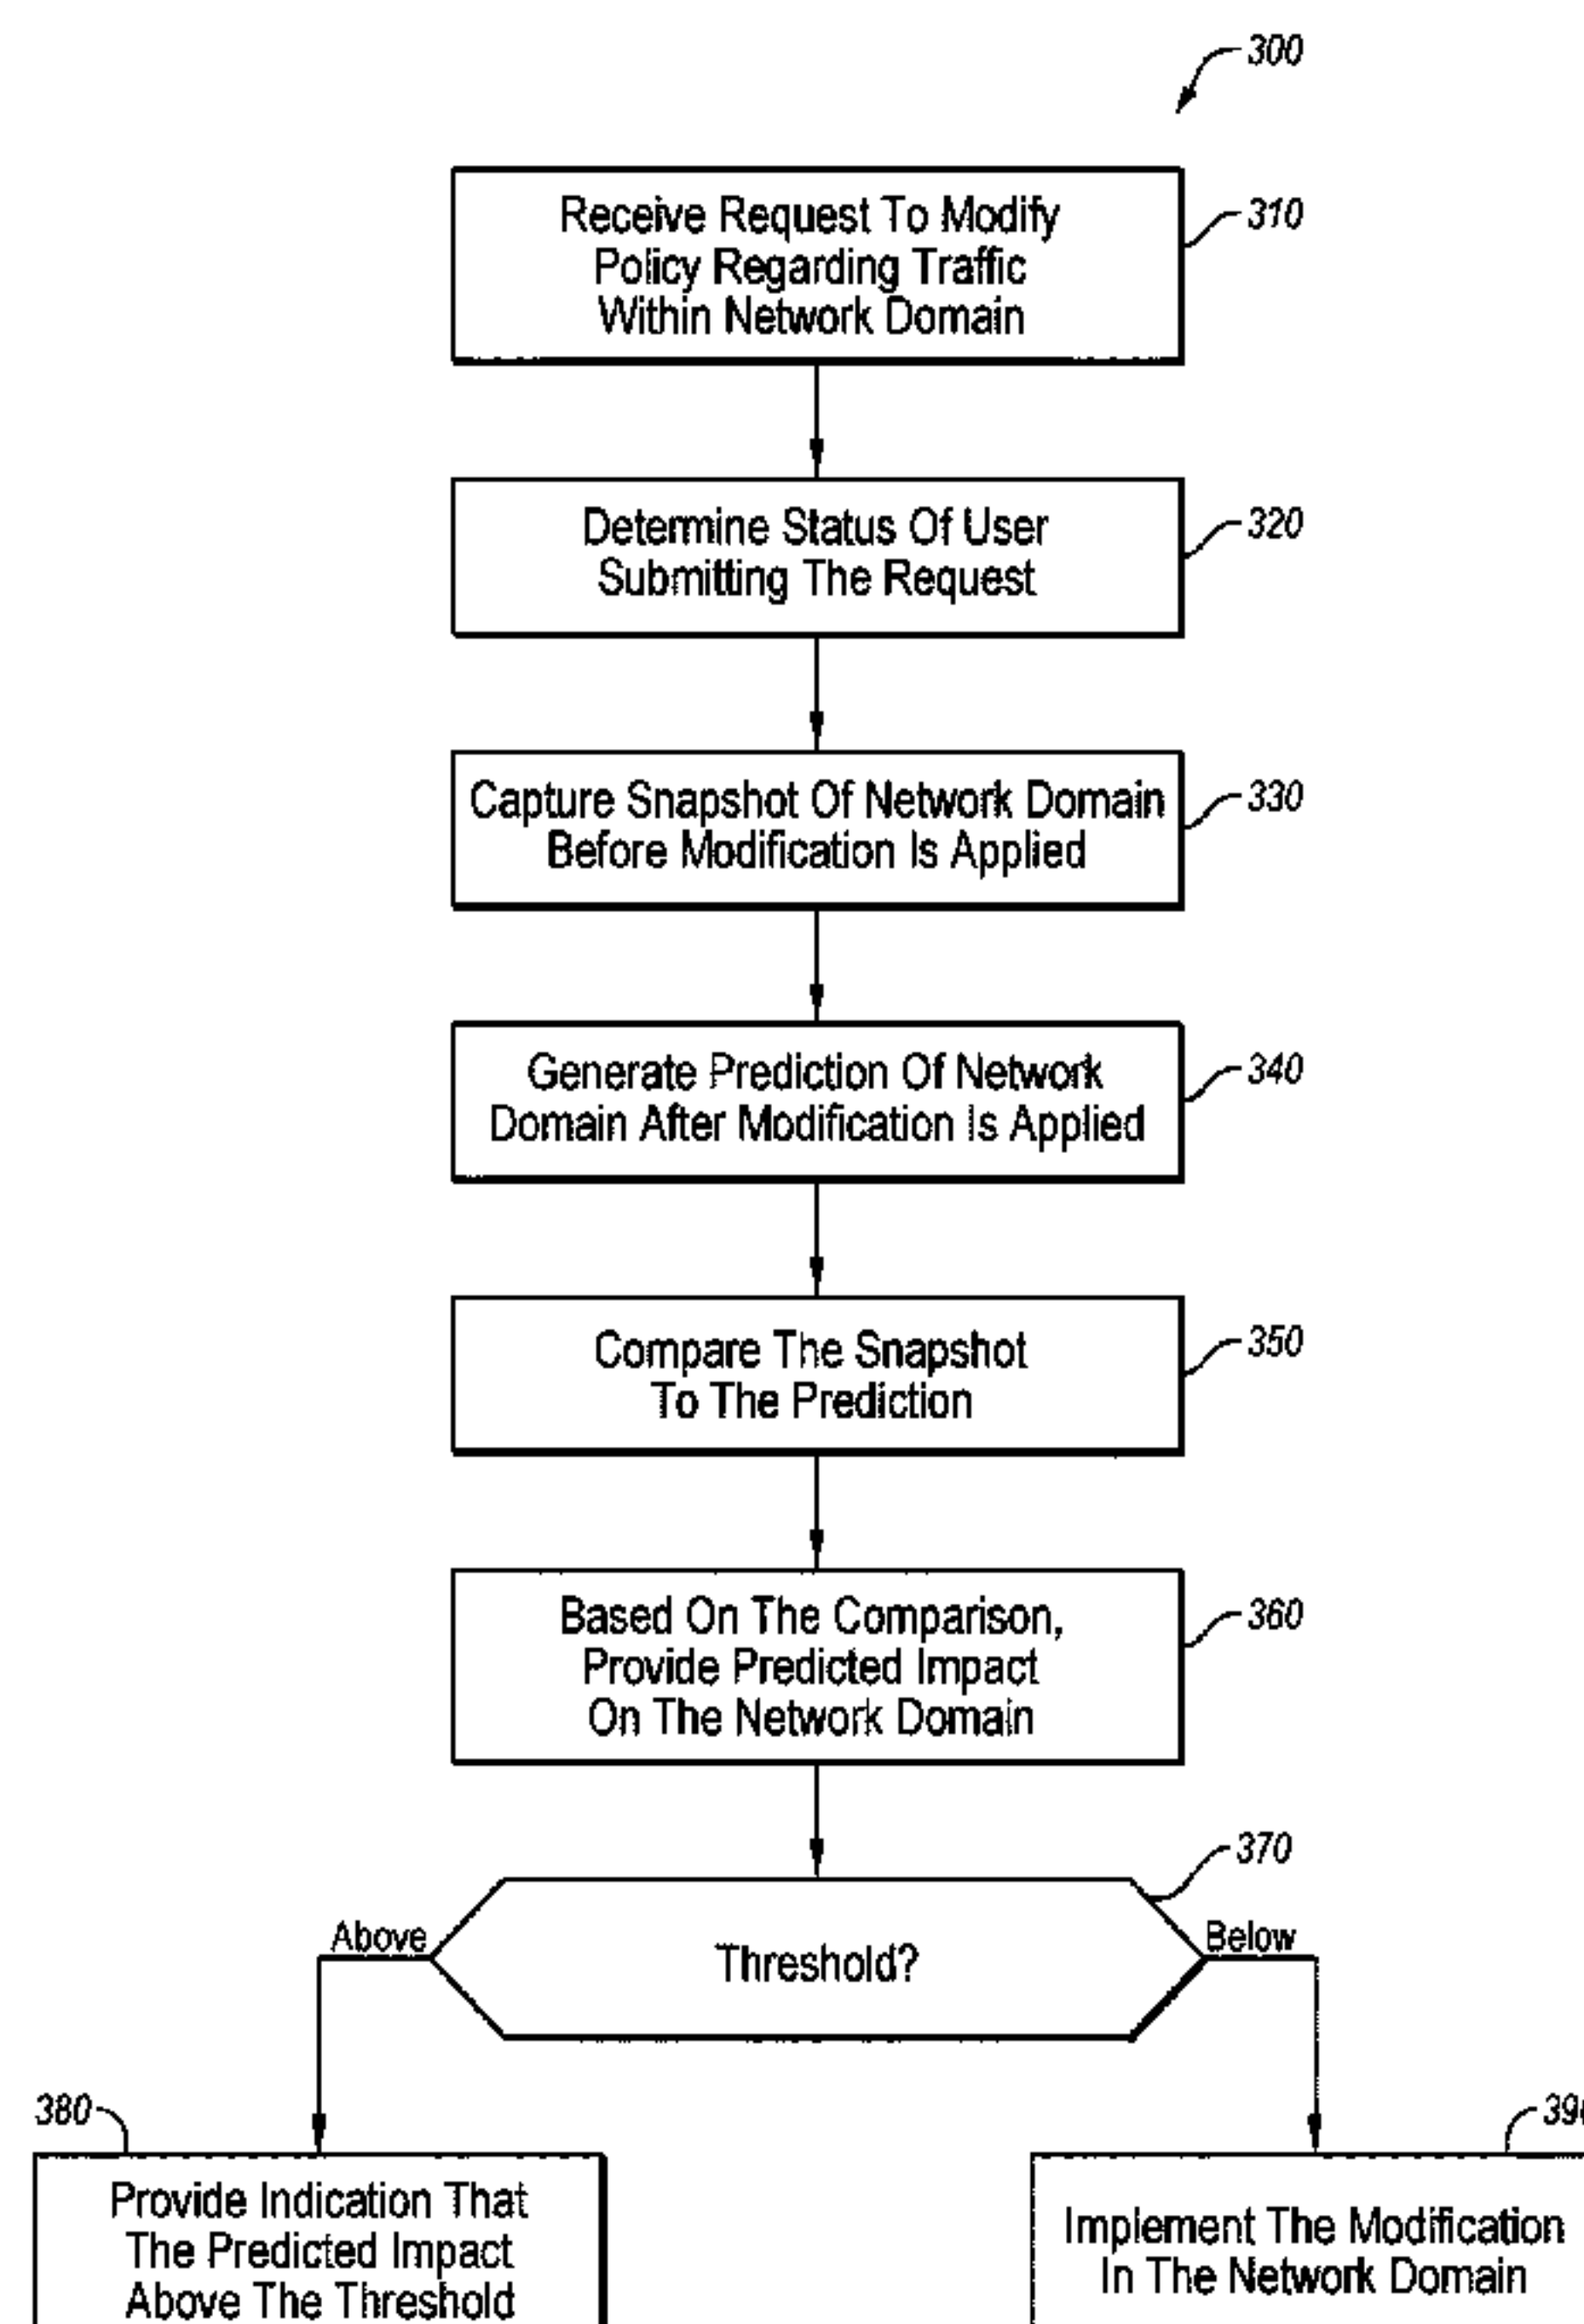 300
Receive Request To Modify
Policy Regarding Traffic
Within Network Domain
310
Determine Status Of User
Submitting The Request
320
Capture Snapshot Of Network Domain
Before Modification Is Applied
330
Generate Prediction Of Network
Domain After Modification Is Applied
340
Compare The Snapshot
To The Prediction
350
Based On The Comparison,
Provide Predicted Impact
On The Network Domain
360
370
Above
Threshold?
Below
380
Provide Indication That
The Predicted Impact
Above The Threshold
Implement The Modification
In The Network Domain